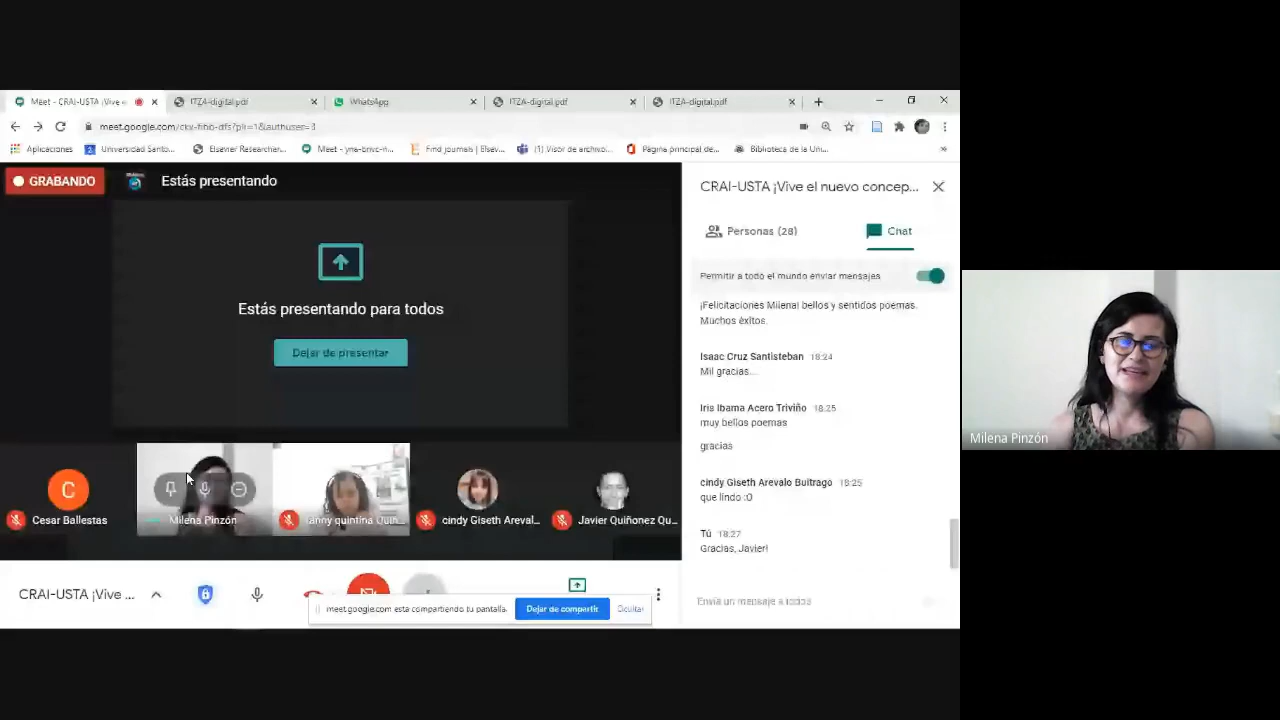 Meet - CRAI-USTA ¡Vive e
ITZA-digital.pdf
WhatsApp
ITZA-digital.pdf
ITZA-digital.pdf
Aplicaciones
Universidad Santo...
Elsevier Researcher...
Find journals | Elsev...
(1) Visor de archivo...
Página principal de...
Biblioteca de la Uni...
GRABANDO
Estás presentando
CRAI-USTA ¡Vive el nuevo concep...
Personas (28)
Chat
Permitir a todo el mundo enviar mensajes
¡Felicitaciones Milena! bellos y sentidos poemas.
Muchos éxitos.
Estás presentando para todos
Dejar de presentar
Isaac Cruz Santisteban 18:24
Mil gracias...
Iris Ibama Acero Triviño 18:25
muy bellos poemas
gracias
cindy Giseth Arevalo Buitrago 18:25
que lindo :0
Tú 18:27
Gracias, Javier!
C
Cesar Ballestas
Milena Pinzón
cindy Giseth Areval...
Javier Quiñonez Qu...
Milena Pinzón
CRAI-USTA ¡Vive ...
meet.google.com está compartiendo tu pantalla.
Dejar de compartir
Ocultar
Envía un mensaje a todos